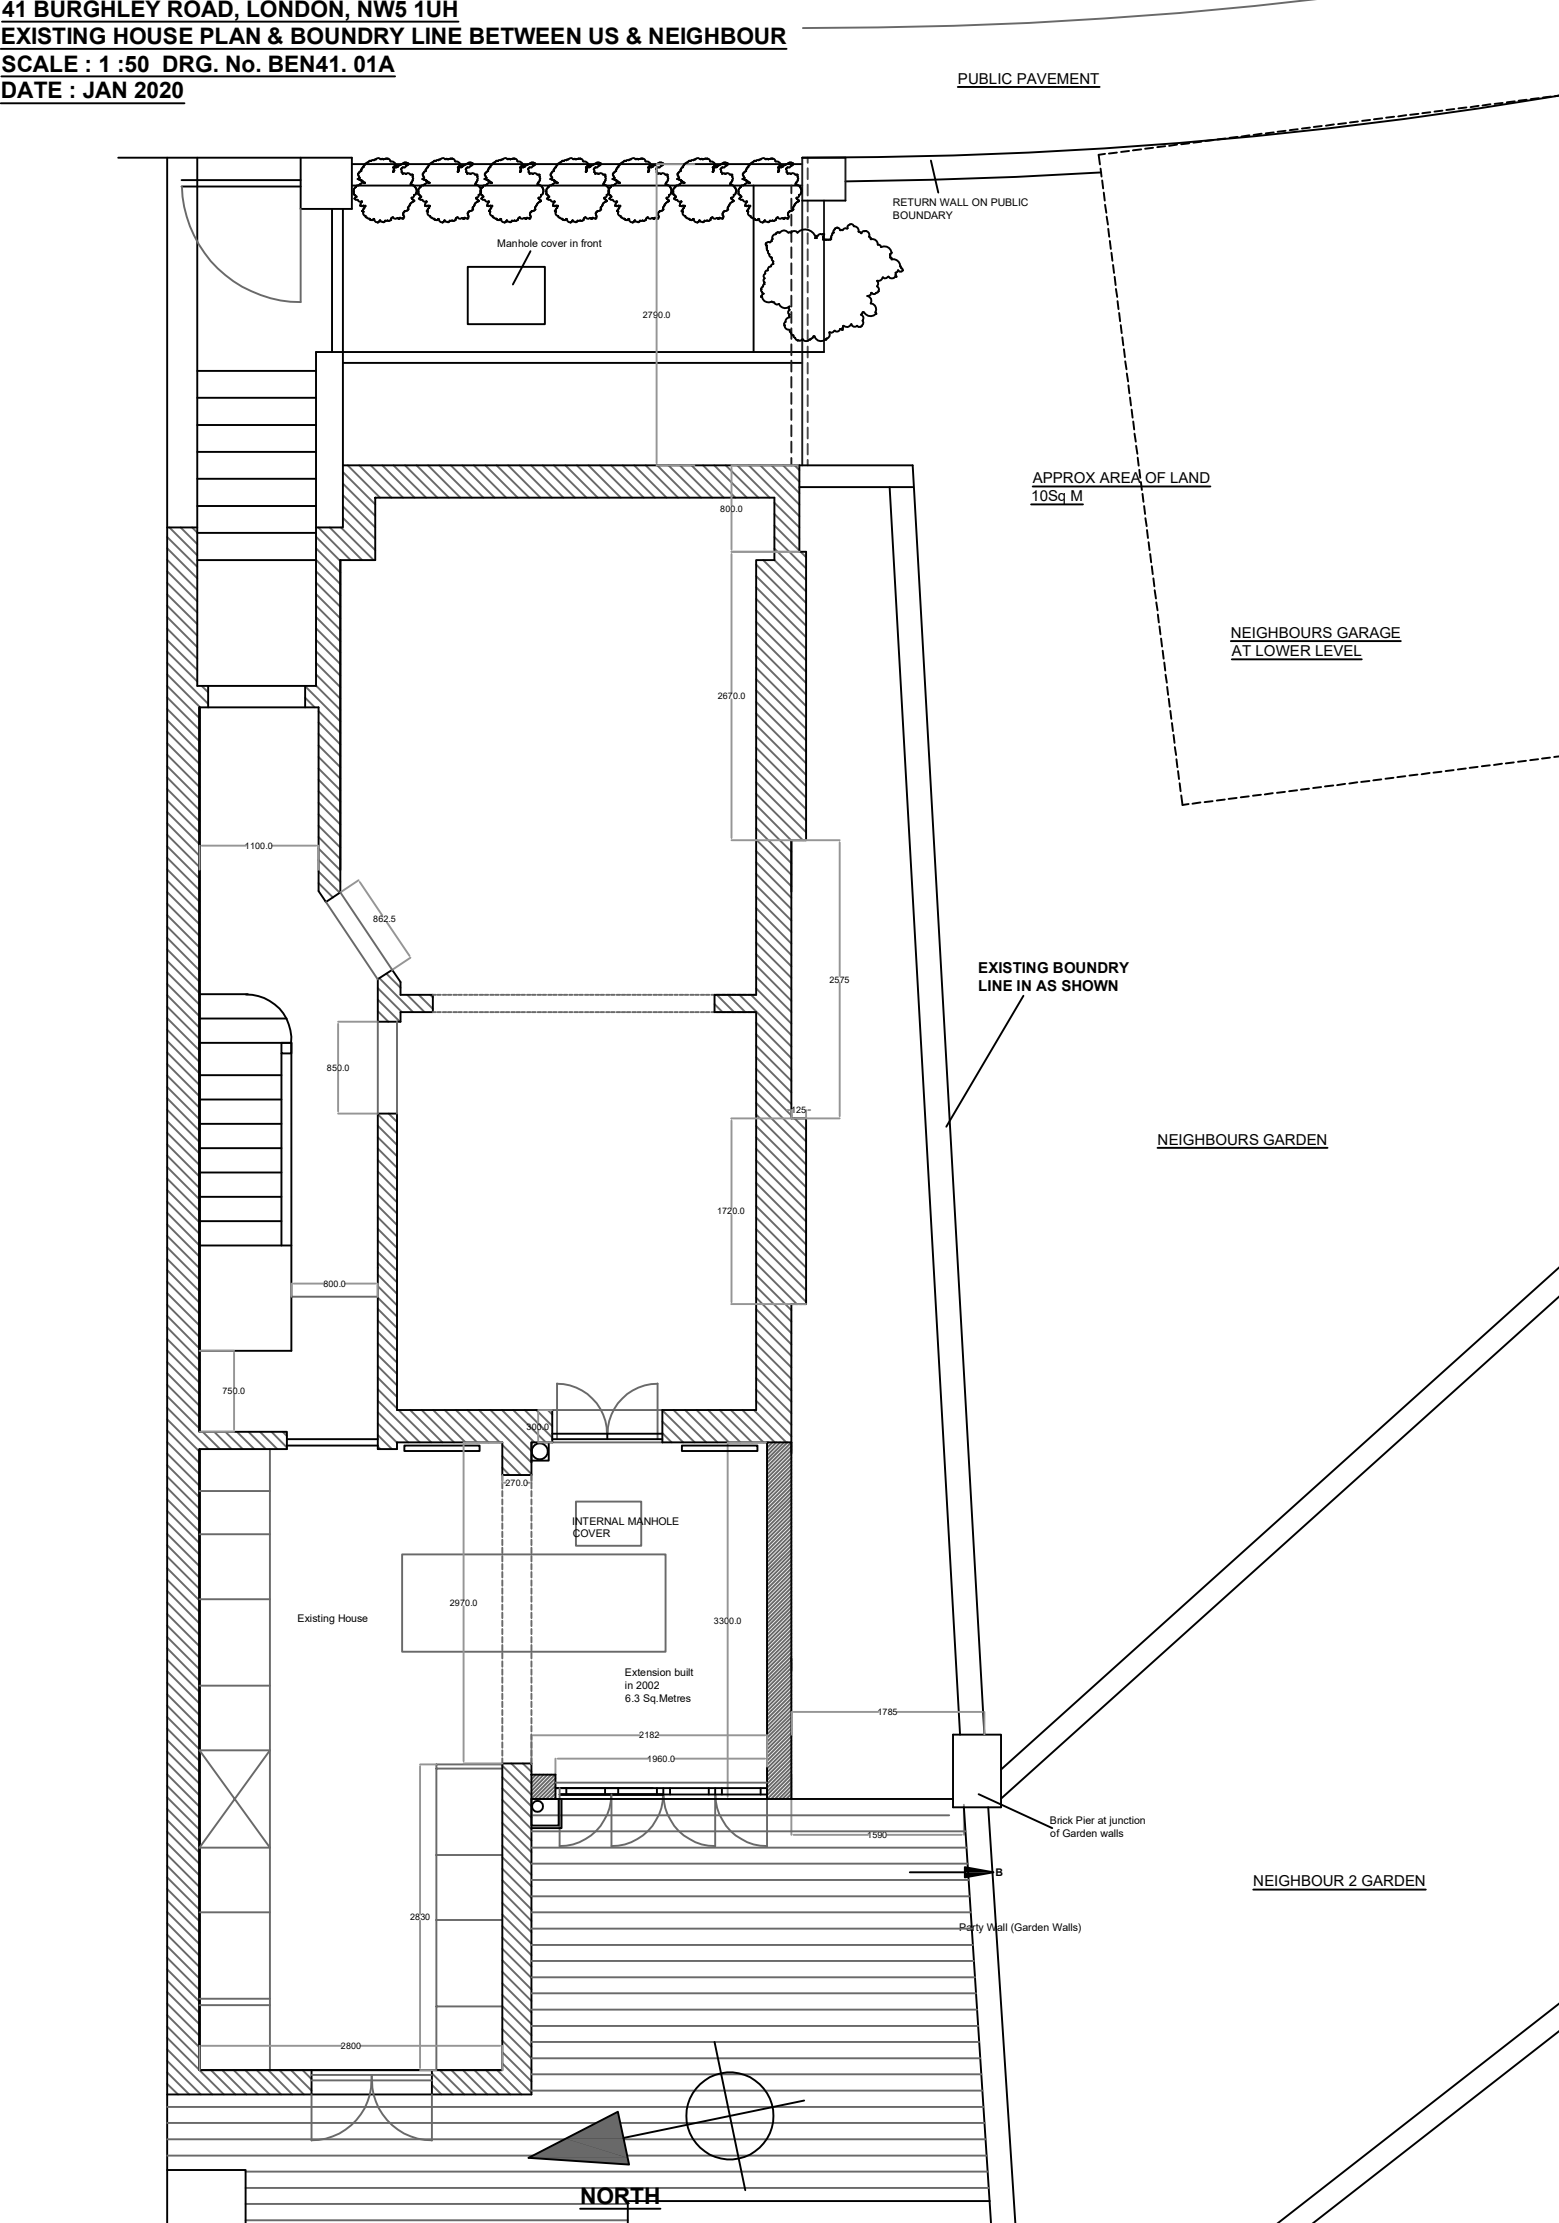 41 BURGHLEY ROAD, LONDON, NW5 1UH
EXISTING HOUSE PLAN & BOUNDRY LINE BETWEEN US & NEIGHBOUR
SCALE : 1 :50 DRG. No. BEN41. 01A
DATE : JAN 2020
PUBLIC PAVEMENT
RETURN WALL ON PUBLIC
BOUNDARY
Manhole cover in front
2790.0
APPROX AREA OF LAND
10Sq M
800.0
NEIGHBOURS GARAGE
AT LOWER LEVEL
2670.0
1100.0
862.5
EXISTING BOUNDRY
LINE IN AS SHOWN
2575
850.0
125
NEIGHBOURS GARDEN
1720.0
800.0
750.0
300.0
270.0
INTERNAL MANHOLE
COVER
2970.0
Existing House
3300.0
Extension built
in 2002
6.3 Sq.Metres
1785
2182
1960.0
Brick Pier at junction
of Garden walls
1590
B
NEIGHBOUR 2 GARDEN
2830
Party Wall (Garden Walls)
2800
NORTH